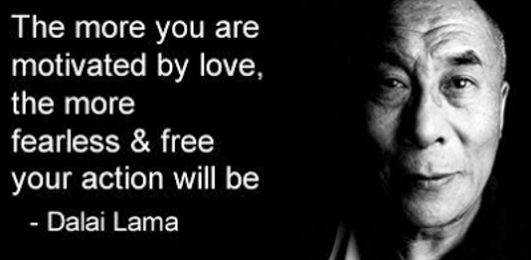 The more you are
motivated by love,
the more
fearless & free
your action will be
- Dalai Lama